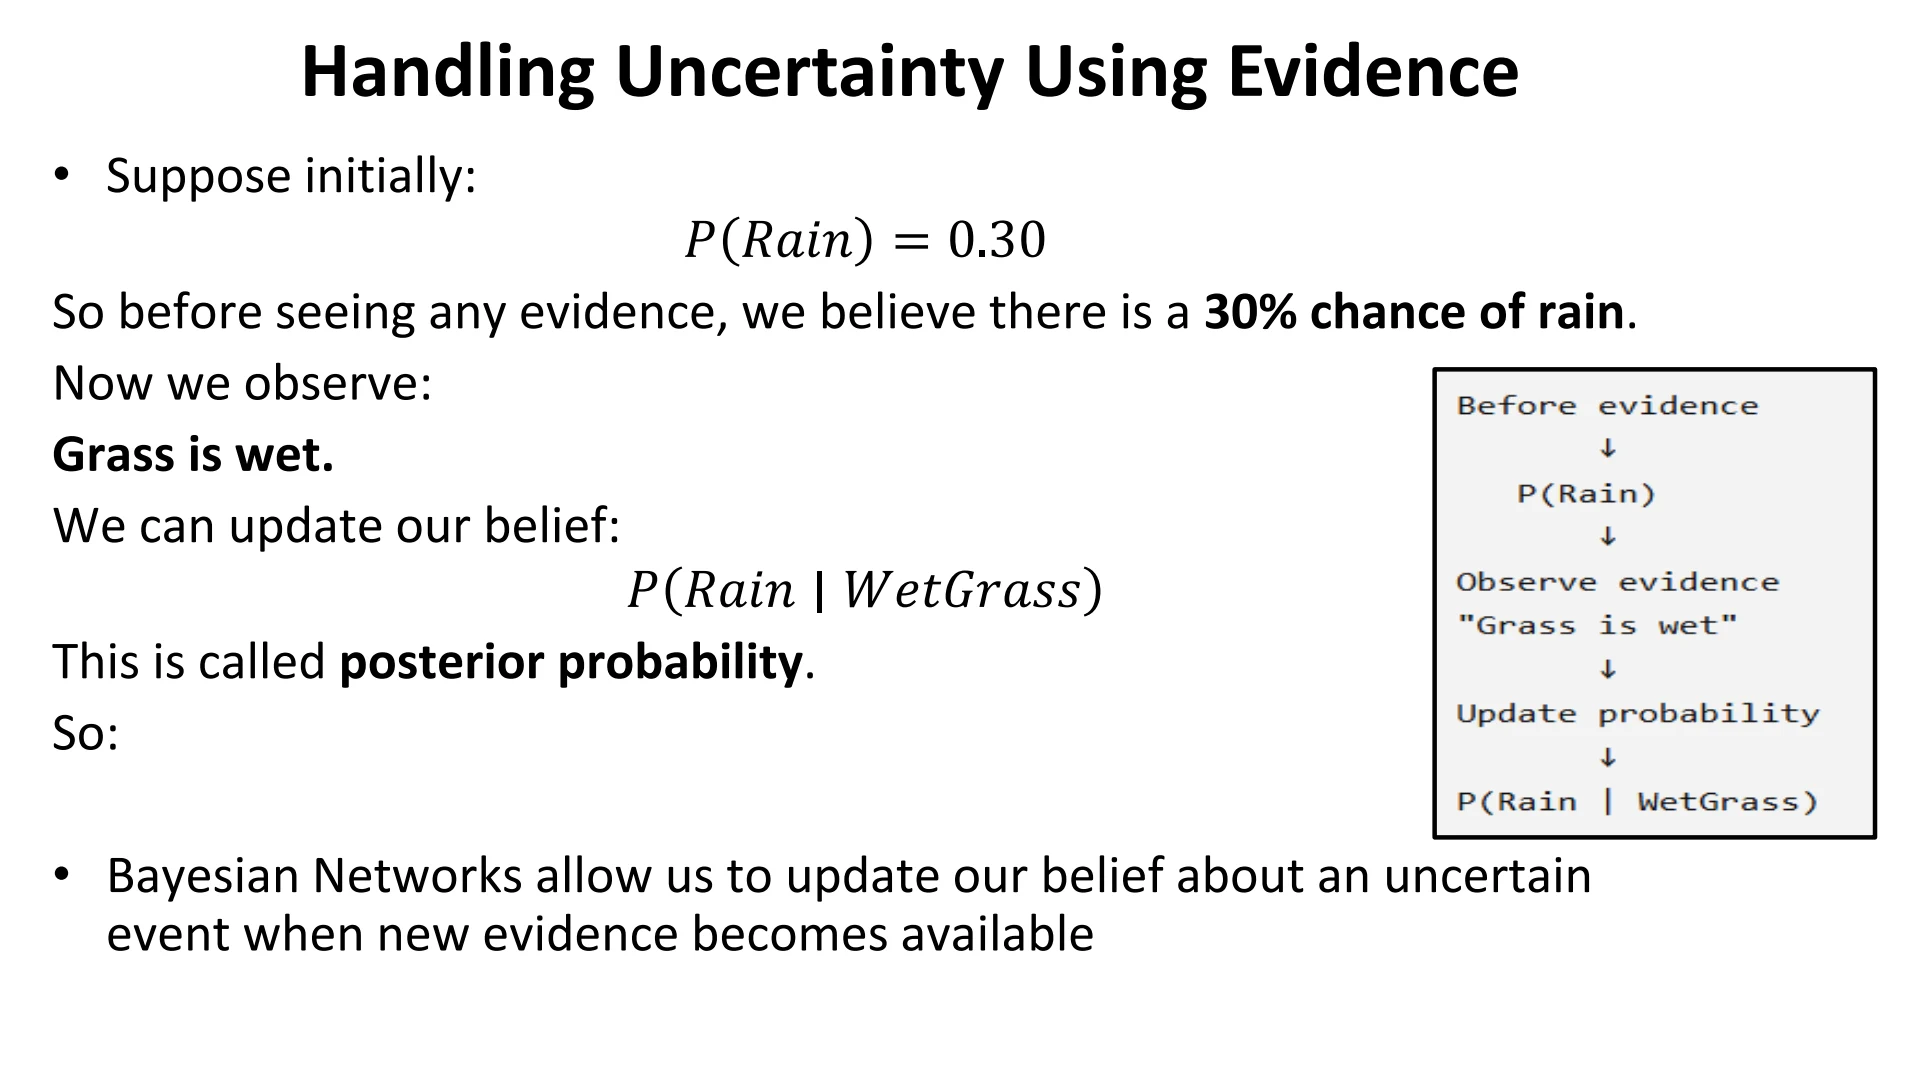 Handling Uncertainty Using Evidence
• Suppose initially:
P(Rain) = 0.30
So before seeing any evidence, we believe there is a 30% chance of rain.
Now we observe:
Grass is wet.
We can update our belief:
P(Rain ∣ WetGrass)
This is called posterior probability.
So:
• Bayesian Networks allow us to update our belief about an uncertain
event when new evidence becomes available
Before evidence
↓
P(Rain)
↓
Observe evidence
"Grass is wet"
↓
Update probability
↓
P(Rain | WetGrass)